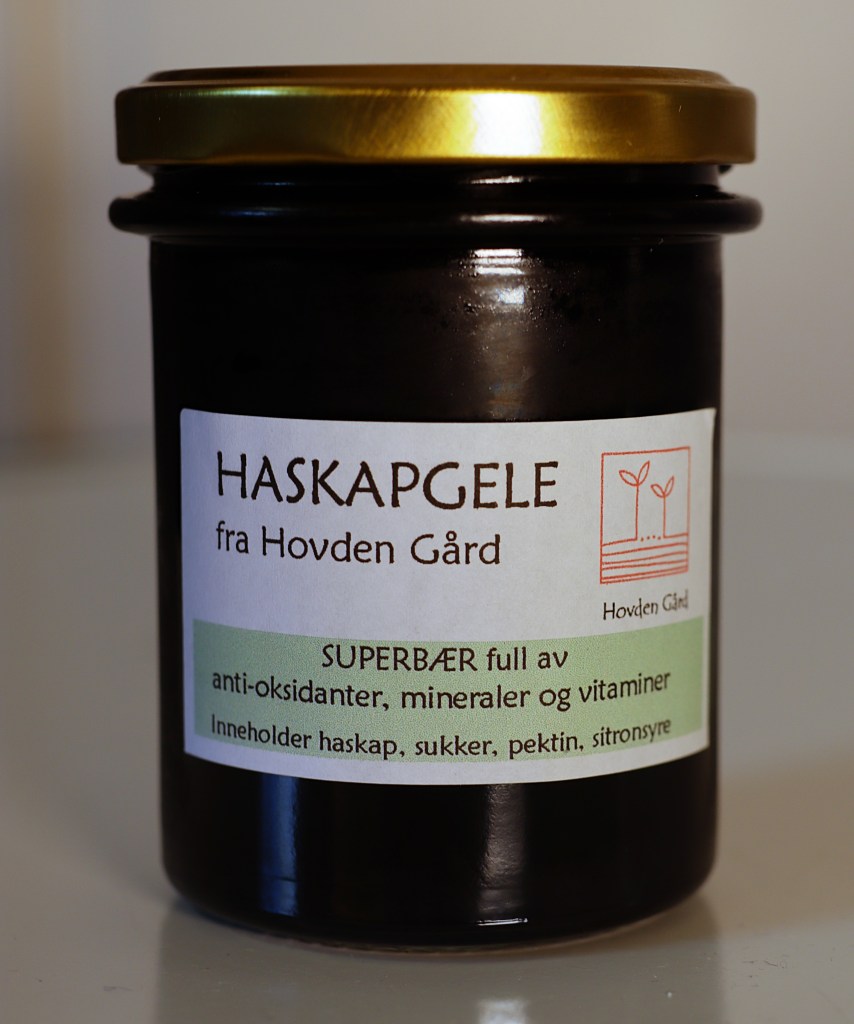 HASKAPGELE
fra Hovden Gård
Hovden Gård
SUPERBÆR full av
anti-oksidanter, mineraler og vitaminer
Inneholder haskap, sukker, pektin, sitronsyre